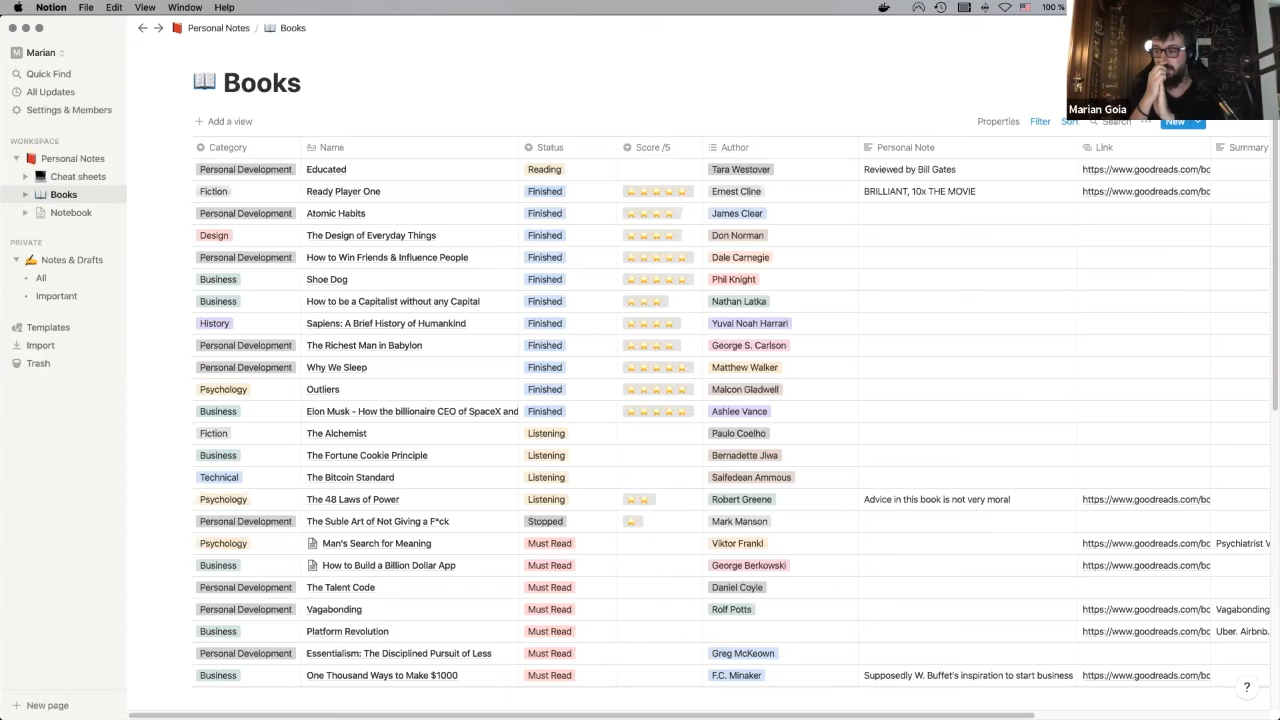 Notion File Edit View Window Help 100 %
Personal Notes / Books
M Marian
Quick Find
All Updates
Settings & Members
WORKSPACE
Personal Notes
Cheat sheets
Books
Notebook
PRIVATE
Notes & Drafts
All
Important
Templates
Import
Trash
New page
Marian Goia
Books
Add a view Properties Filter Sort Search New
Category Aa Name Status Score /5 Author Personal Note Link Summary
Personal Development Educated Reading Tara Westover Reviewed by Bill Gates https://www.goodreads.com/bc
Fiction Ready Player One Finished Ernest Cline BRILLIANT, 10x THE MOVIE https://www.goodreads.com/bc
Personal Development Atomic Habits Finished James Clear
Design The Design of Everyday Things Finished Don Norman
Personal Development How to Win Friends & Influence People Finished Dale Carnegie
Business Shoe Dog Finished Phil Knight
Business How to be a Capitalist without any Capital Finished Nathan Latka
History Sapiens: A Brief History of Humankind Finished Yuval Noah Harrari
Personal Development The Richest Man in Babylon Finished George S. Carlson
Personal Development Why We Sleep Finished Matthew Walker
Psychology Outliers Finished Malcon Gladwell
Business Elon Musk - How the billionaire CEO of SpaceX and Finished Ashlee Vance
Fiction The Alchemist Listening Paulo Coelho
Business The Fortune Cookie Principle Listening Bernadette Jiwa
Technical The Bitcoin Standard Listening Saifedean Ammous
Psychology The 48 Laws of Power Listening Robert Greene Advice in this book is not very moral https://www.goodreads.com/bc
Personal Development The Suble Art of Not Giving a F*ck Stopped Mark Manson
Psychology Man's Search for Meaning Must Read Viktor Frankl https://www.goodreads.com/bc Psychiatrist V
Business How to Build a Billion Dollar App Must Read George Berkowski https://www.goodreads.com/bc
Personal Development The Talent Code Must Read Daniel Coyle
Personal Development Vagabonding Must Read Rolf Potts https://www.goodreads.com/bc Vagabonding
Business Platform Revolution Must Read https://www.goodreads.com/bc Uber. Airbnb.
Personal Development Essentialism: The Disciplined Pursuit of Less Must Read Greg McKeown
Business One Thousand Ways to Make $1000 Must Read F.C. Minaker Supposedly W. Buffet's inspiration to start business https://www.goodreads.com/bc
?